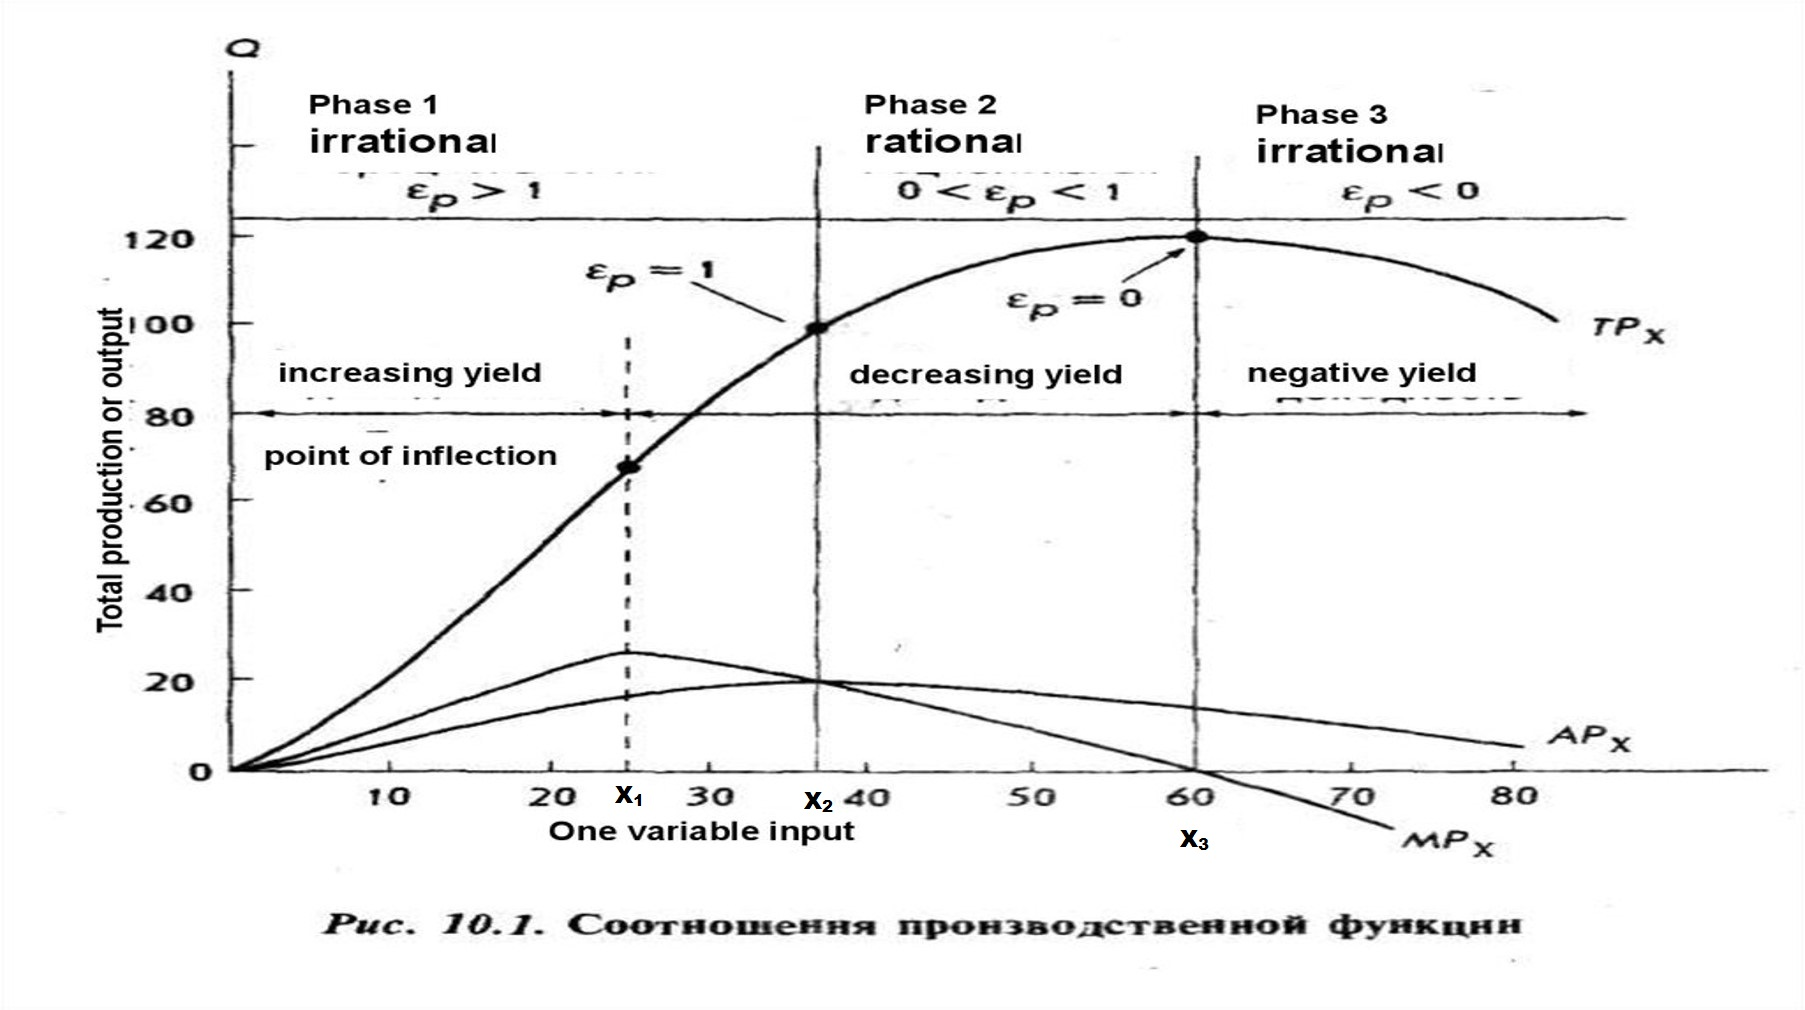 Q
Phase 1
irrational
εp > 1
Phase 2
rational
0 < εp < 1
Phase 3
irrational
εp < 0
120
100
80
60
40
20
0
Total production or output
εp = 1
εp = 0
TPx
increasing yield
decreasing yield
negative yield
point of inflection
APx
MPx
10 20 x1 30 x2 40 50 60 70 80
One variable input
x3
Рис. 10.1. Соотношения производственной функции